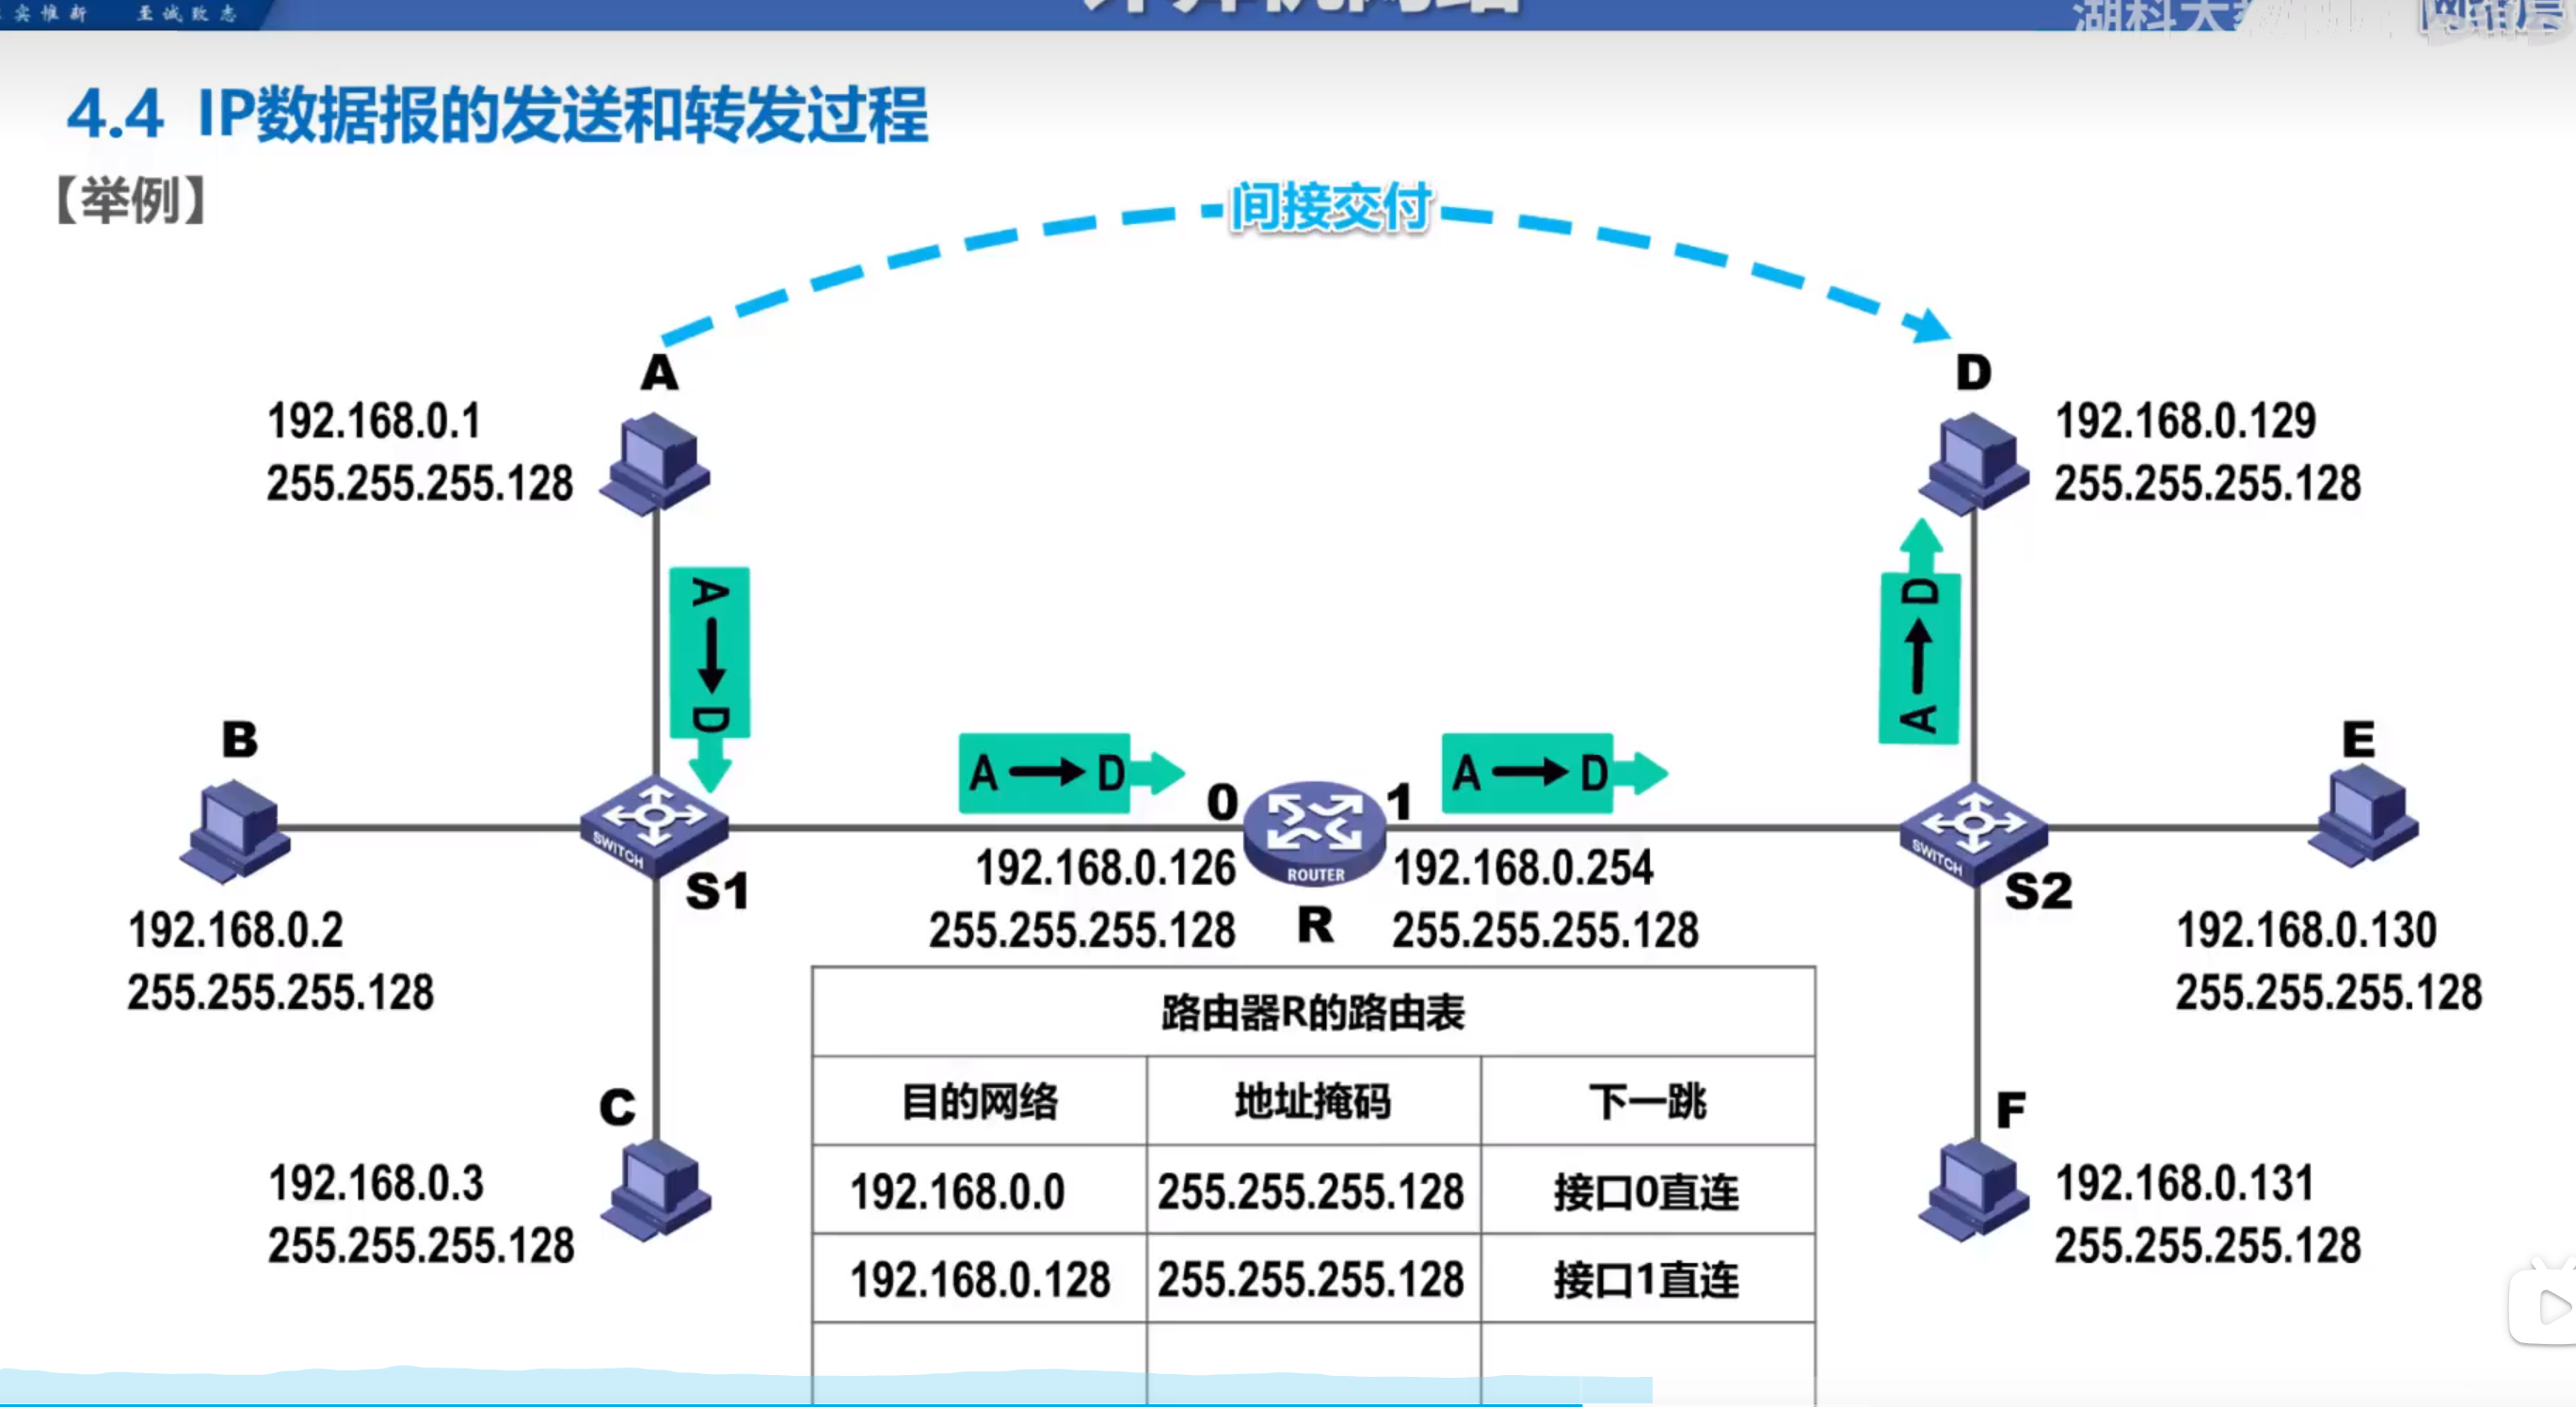 实惟新 至诚致志
计算机网络
湖科大
4.4 IP数据报的发送和转发过程
【举例】
间接交付
A
D
192.168.0.1
255.255.255.128
192.168.0.129
255.255.255.128
A→D
A→D
B
E
A→D
0
1
A→D
SWITCH
S1
ROUTER
R
SWITCH
S2
192.168.0.126
255.255.255.128
192.168.0.254
255.255.255.128
192.168.0.2
255.255.255.128
192.168.0.130
255.255.255.128
路由器R的路由表
目的网络 地址掩码 下一跳
192.168.0.0 255.255.255.128 接口0直连
192.168.0.128 255.255.255.128 接口1直连
C
F
192.168.0.3
255.255.255.128
192.168.0.131
255.255.255.128